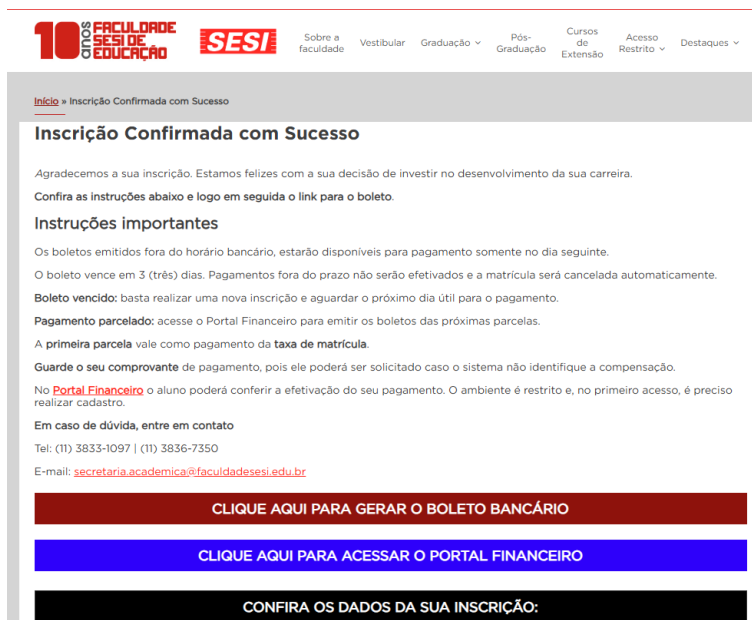 10 anos FACULDADE SESI DE EDUCAÇÃO
SESI
Sobre a faculdade
Vestibular
Graduação
Pós-Graduação
Cursos de Extensão
Acesso Restrito
Destaques
Início » Inscrição Confirmada com Sucesso
Inscrição Confirmada com Sucesso
Agradecemos a sua inscrição. Estamos felizes com a sua decisão de investir no desenvolvimento da sua carreira.
Confira as instruções abaixo e logo em seguida o link para o boleto.
Instruções importantes
Os boletos emitidos fora do horário bancário, estarão disponíveis para pagamento somente no dia seguinte.
O boleto vence em 3 (três) dias. Pagamentos fora do prazo não serão efetivados e a matrícula será cancelada automaticamente.
Boleto vencido: basta realizar uma nova inscrição e aguardar o próximo dia útil para o pagamento.
Pagamento parcelado: acesse o Portal Financeiro para emitir os boletos das próximas parcelas.
A primeira parcela vale como pagamento da taxa de matrícula.
Guarde o seu comprovante de pagamento, pois ele poderá ser solicitado caso o sistema não identifique a compensação.
No Portal Financeiro o aluno poderá conferir a efetivação do seu pagamento. O ambiente é restrito e, no primeiro acesso, é preciso
realizar cadastro.
Em caso de dúvida, entre em contato
Tel: (11) 3833-1097 | (11) 3836-7350
E-mail: secretaria.academica@faculdadesesi.edu.br
CLIQUE AQUI PARA GERAR O BOLETO BANCÁRIO
CLIQUE AQUI PARA ACESSAR O PORTAL FINANCEIRO
CONFIRA OS DADOS DA SUA INSCRIÇÃO: